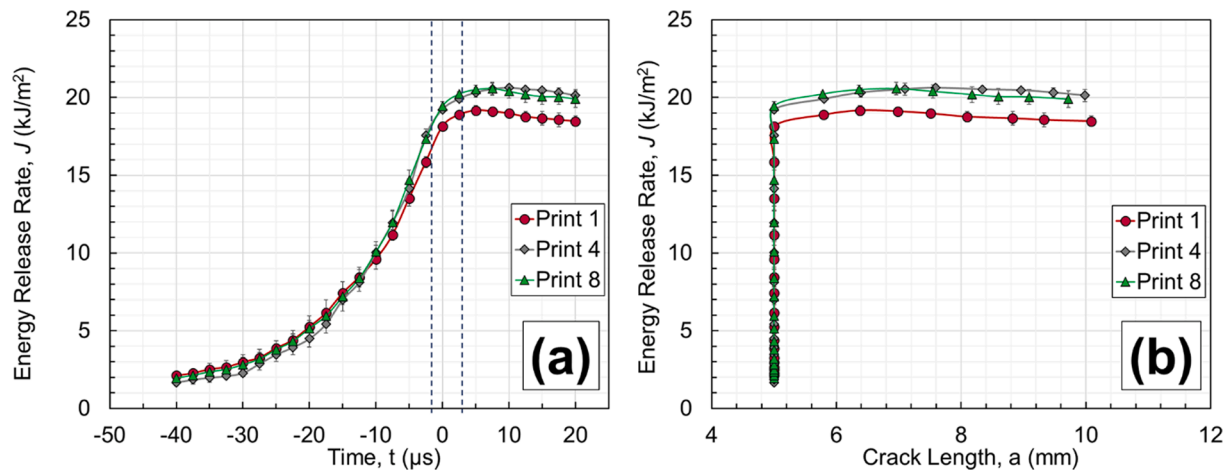 Energy Release Rate, J (kJ/m²)
25
20
15
10
5
0
-50 -40 -30 -20 -10 0 10 20
Time, t (µs)
Print 1
Print 4
Print 8
(a)
Energy Release Rate, J (kJ/m²)
25
20
15
10
5
0
4 6 8 10 12
Crack Length, a (mm)
Print 1
Print 4
Print 8
(b)